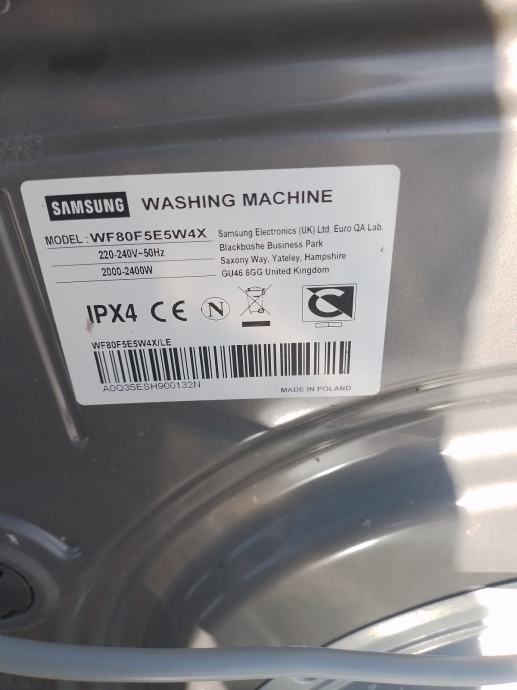 SAMSUNG WASHING MACHINE
MODEL : WF80F5E5W4X
220-240V~50Hz
2000-2400W
Samsung Electronics (UK) Ltd. Euro QA Lab.
Blackbushe Business Park
Saxony Way, Yateley, Hampshire
GU46 6GG United Kingdom
IPX4 CE N C
WF80F5E5W4X/LE
A0Q35ESH900132N
MADE IN POLAND